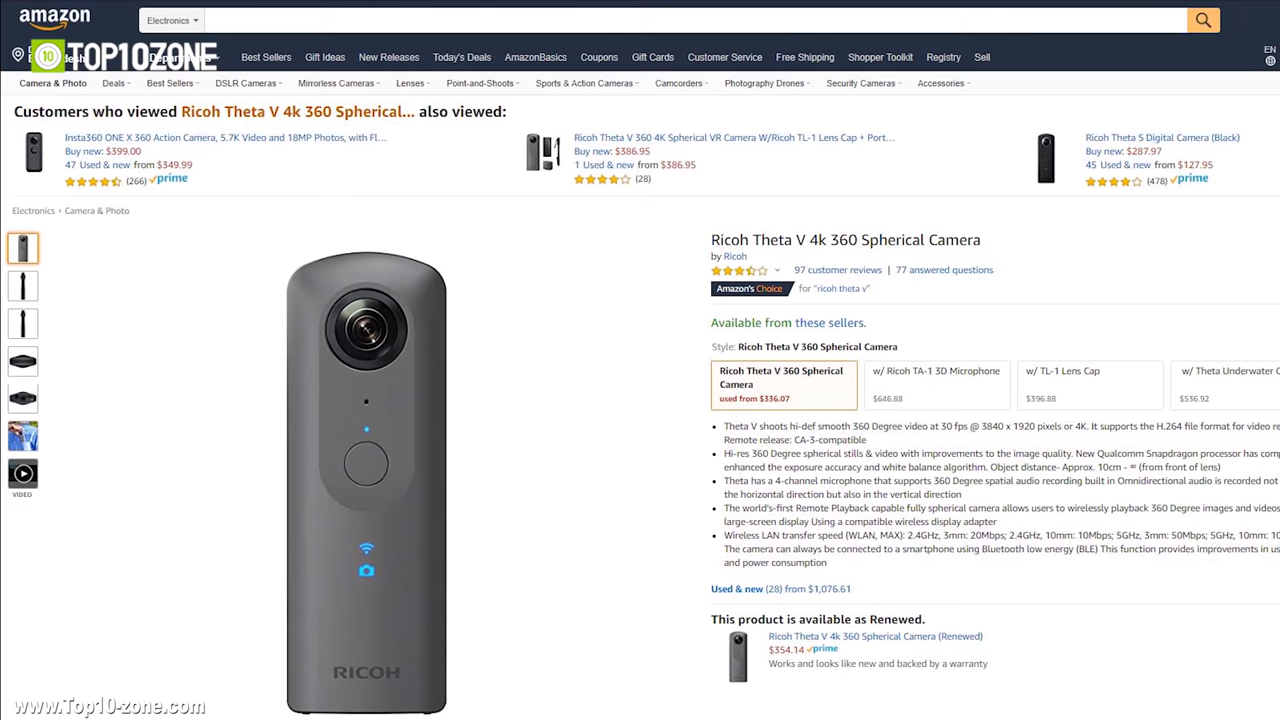 amazon
Electronics
10 TOP10ZONE
EN
Best Sellers Gift Ideas New Releases Today's Deals AmazonBasics Coupons Gift Cards Customer Service Free Shipping Shopper Toolkit Registry Sell
Camera & Photo Deals Best Sellers DSLR Cameras Mirrorless Cameras Lenses Point-and-Shoots Sports & Action Cameras Camcorders Photography Drones Security Cameras Accessories
Customers who viewed Ricoh Theta V 4k 360 Spherical... also viewed:
Insta360 ONE X 360 Action Camera, 5.7K Video and 18MP Photos, with Fl...
Buy new: $399.00
47 Used & new from $349.99
(266) prime
Ricoh Theta V 360 4K Spherical VR Camera W/Ricoh TL-1 Lens Cap + Port...
Buy new: $386.95
1 Used & new from $386.95
(28)
Ricoh Theta S Digital Camera (Black)
Buy new: $287.97
45 Used & new from $127.95
(478) prime
Electronics › Camera & Photo
VIDEO
RICOH
Ricoh Theta V 4k 360 Spherical Camera
by Ricoh
97 customer reviews | 77 answered questions
Amazon's Choice for "ricoh theta v"
Available from these sellers.
Style: Ricoh Theta V 360 Spherical Camera
Ricoh Theta V 360 Spherical
Camera
used from $336.07
w/ Ricoh TA-1 3D Microphone
$646.88
w/ TL-1 Lens Cap
$396.88
w/ Theta Underwater
$536.92
Theta V shoots hi-def smooth 360 Degree video at 30 fps @ 3840 x 1920 pixels or 4K. It supports the H.264 file format for video
Remote release: CA-3-compatible
Hi-res 360 Degree spherical stills & video with improvements to the image quality. New Qualcomm Snapdragon processor has
enhanced the exposure accuracy and white balance algorithm. Object distance- Approx. 10cm - ∞ (from front of lens)
Theta has a 4-channel microphone that supports 360 Degree spatial audio recording built in Omnidirectional audio is recorded not
the horizontal direction but also in the vertical direction
The world's-first Remote Playback capable fully spherical camera allows users to wirelessly playback 360 Degree images and videos
large-screen display Using a compatible wireless display adapter
Wireless LAN transfer speed (WLAN, MAX): 2.4GHz, 3mm: 20Mbps; 2.4GHz, 10mm: 10Mbps; 5GHz, 3mm: 50Mbps; 5GHz, 10mm:
The camera can always be connected to a smartphone using Bluetooth low energy (BLE) This function provides improvements in
and power consumption
Used & new (28) from $1,076.61
This product is available as Renewed.
Ricoh Theta V 4k 360 Spherical Camera (Renewed)
$354.14 prime
Works and looks like new and backed by a warranty
www.Top10-zone.com